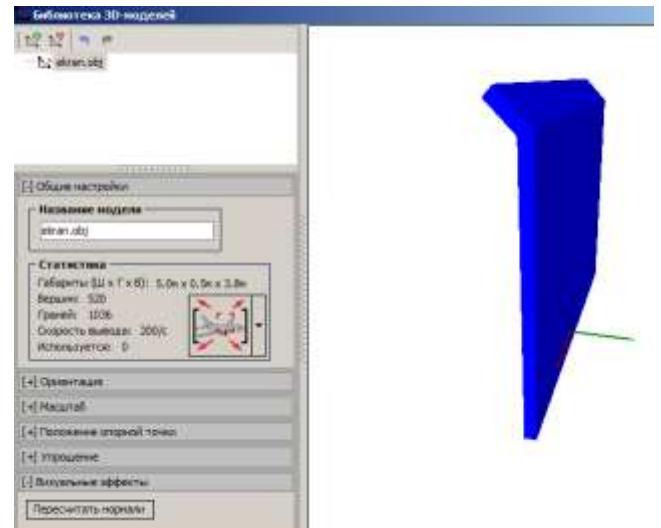 Библиотека 3D-моделей
ekran.obj
[-] Общие настройки
Название модели
ekran.obj
Статистика
Габариты (Ш x Г x В): 5.0м x 0.5м x 3.0м
Вершин: 520
Граней: 1036
Скорость вывода: 200/с
Используется: 0
[+] Ориентация
[+] Масштаб
[+] Положение опорной точки
[+] Упрощение
[-] Визуальные эффекты
Пересчитать нормали